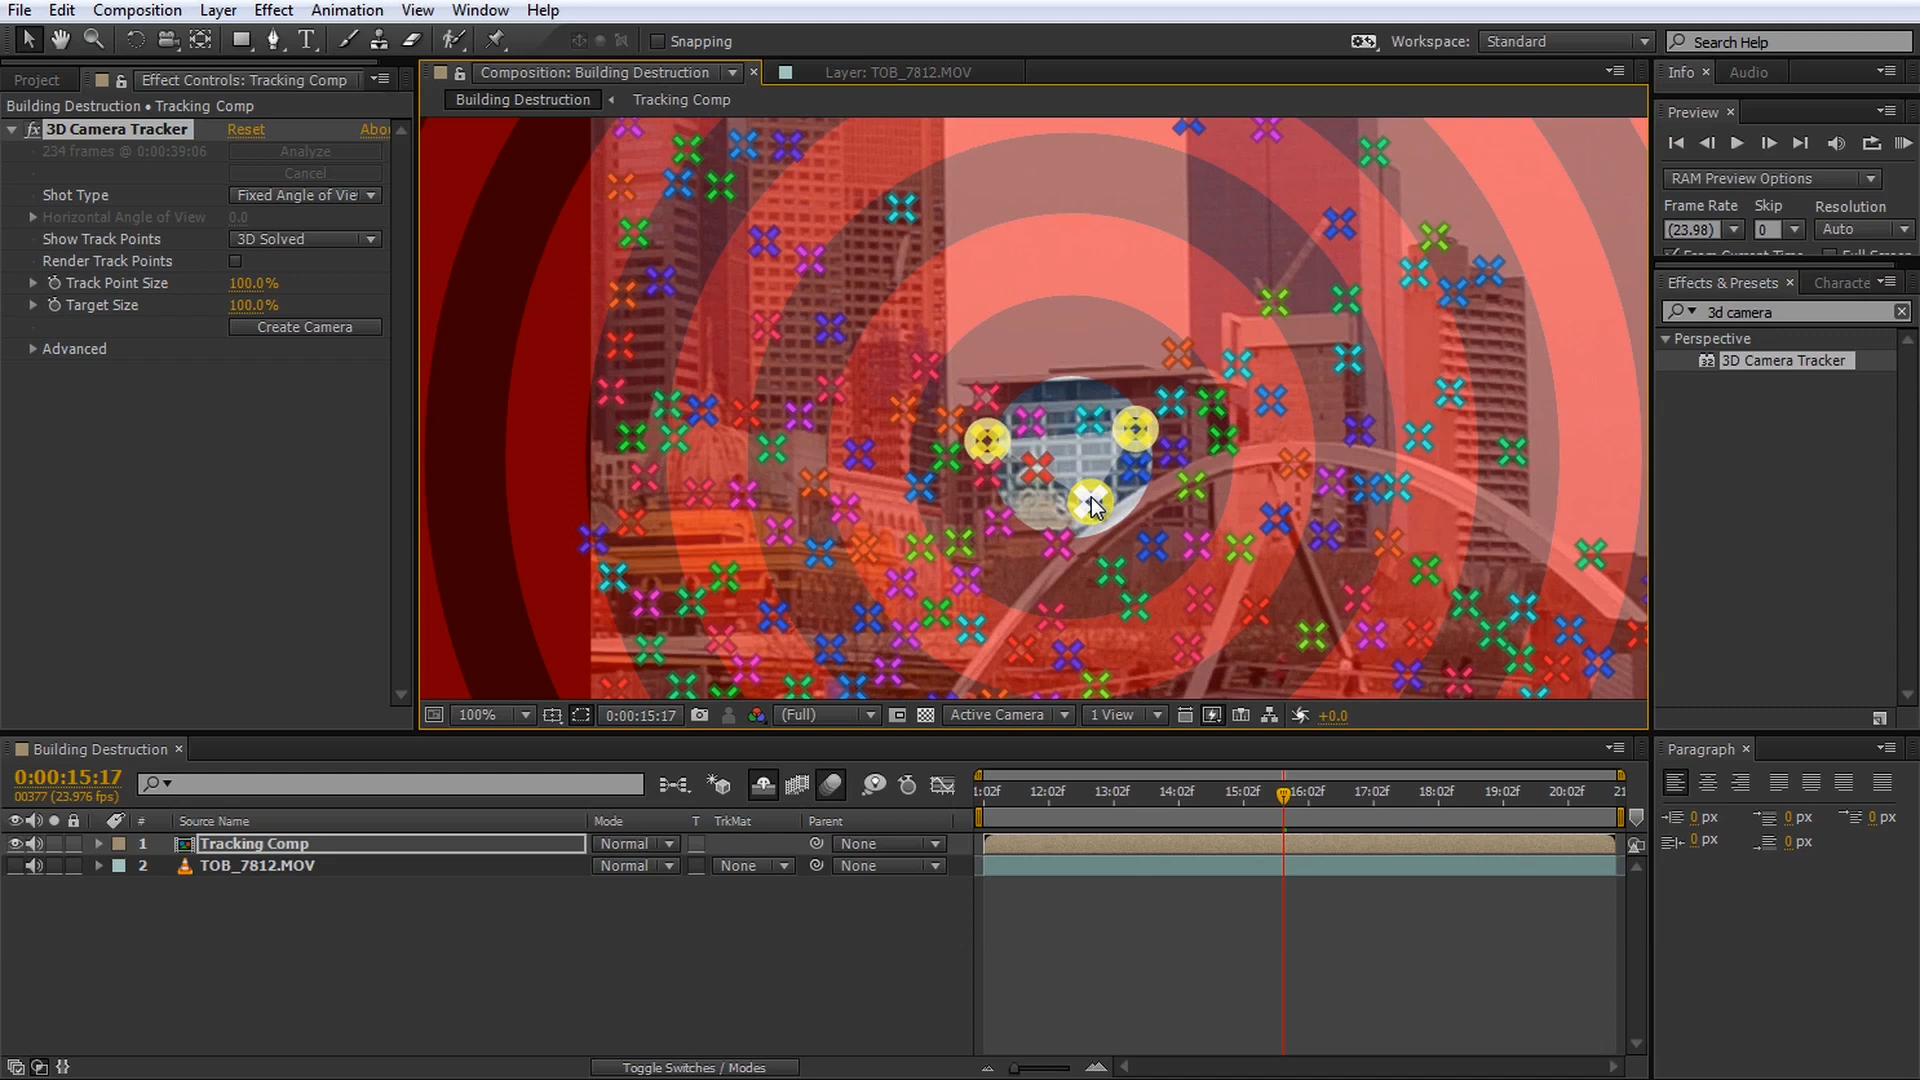 File Edit Composition Layer Effect Animation View Window Help
Snapping Workspace: Standard Search Help
Project Effect Controls: Tracking Comp
Building Destruction • Tracking Comp
fx 3D Camera Tracker Reset Abou
234 frames @ 0:00:39:06 Analyze
Cancel
Shot Type Fixed Angle of Vie
Horizontal Angle of View 0.0
Show Track Points 3D Solved
Render Track Points
Track Point Size 100.0%
Target Size 100.0%
Create Camera
Advanced
Composition: Building Destruction Layer: TOB_7812.MOV
Building Destruction Tracking Comp
100% 0:00:15:17 (Full) Active Camera 1 View +0.0
Info Audio
Preview
RAM Preview Options
Frame Rate Skip Resolution
(23.98) 0 Auto
From Current Time Full Screen
Effects & Presets Characte
3d camera
Perspective
32 3D Camera Tracker
Building Destruction
0:00:15:17
00377 (23.976 fps)
1:02f 12:02f 13:02f 14:02f 15:02f 16:02f 17:02f 18:02f 19:02f 20:02f 21
# Source Name Mode T TrkMat Parent
1 Tracking Comp Normal None
2 TOB_7812.MOV Normal None None
Toggle Switches / Modes
Paragraph
0 px 0 px 0 px
0 px 0 px